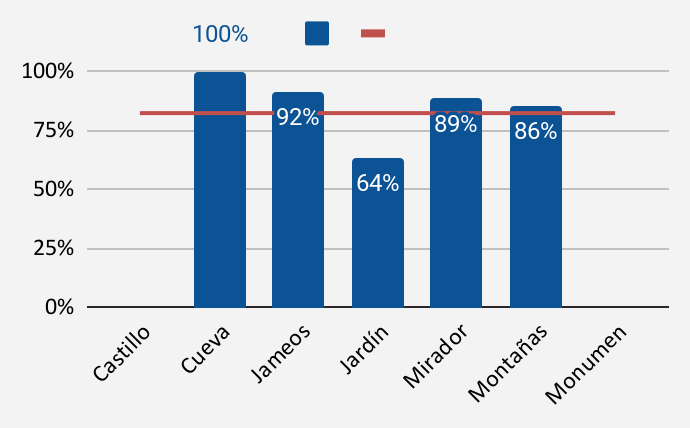 100%
100%
75%
50%
25%
0%
92%
64%
89%
86%
Castillo
Cueva
Jameos
Jardín
Mirador
Montañas
Monumen